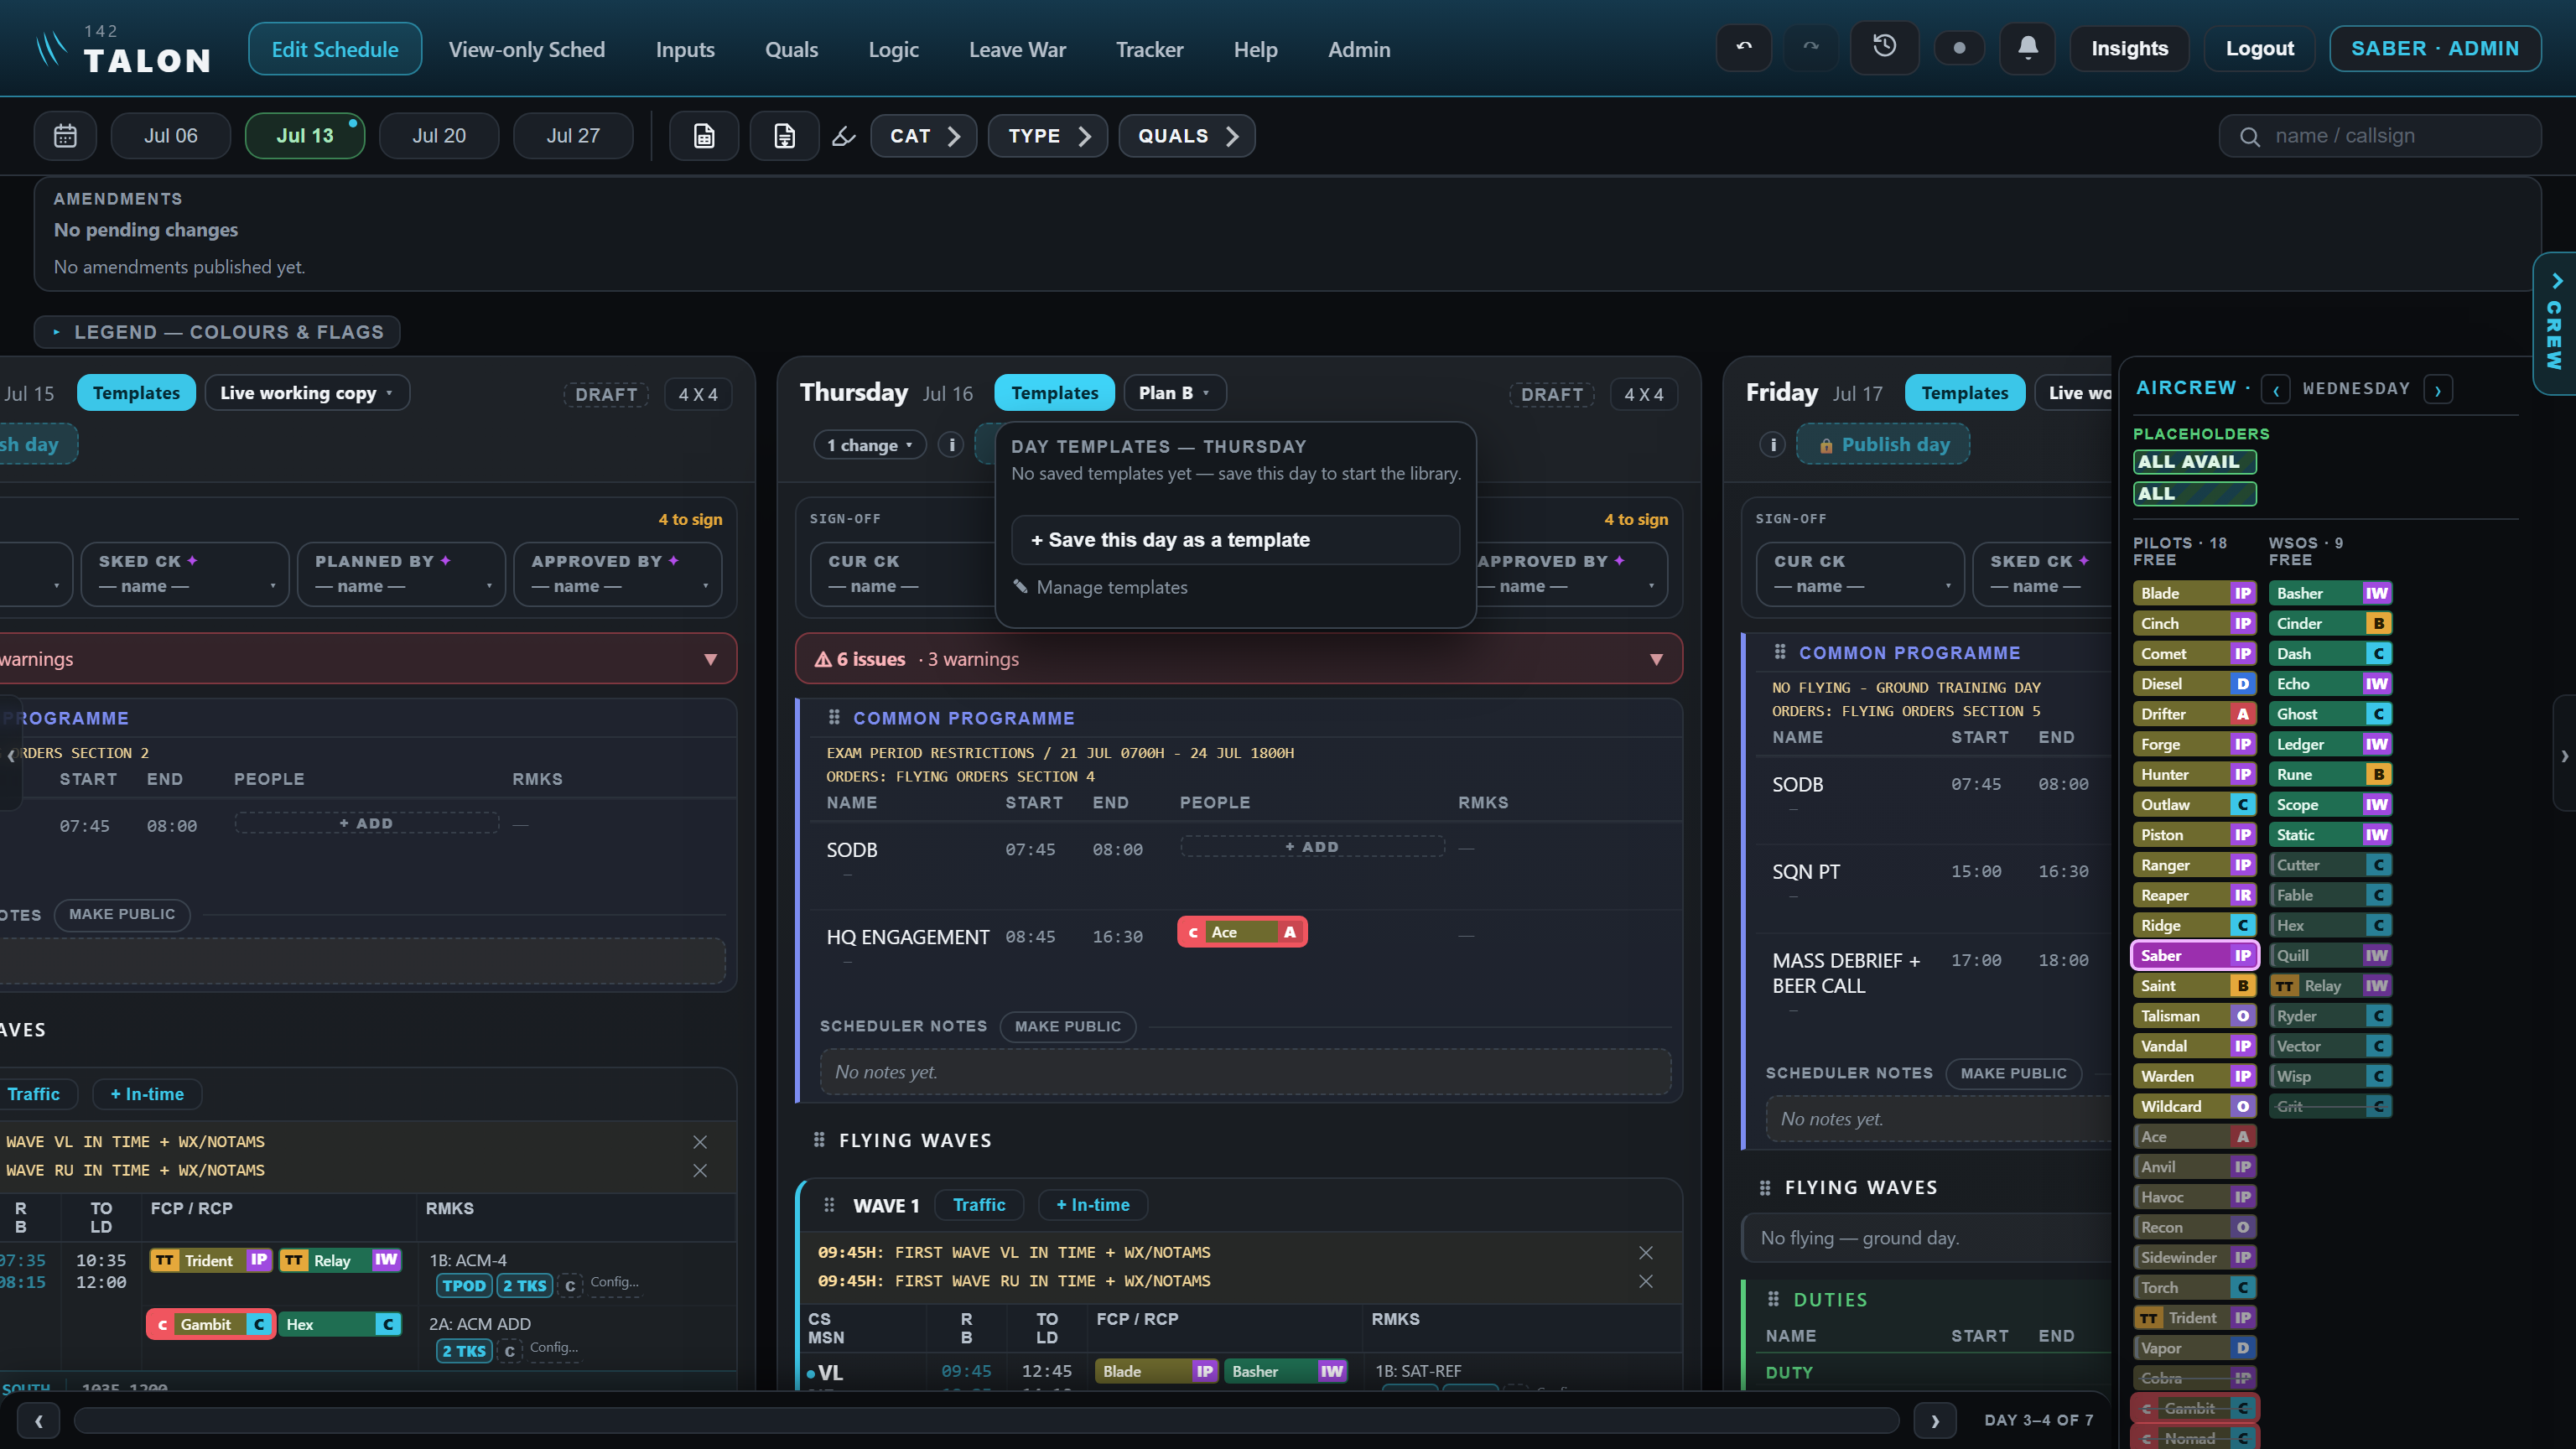 142
TALON
Edit Schedule
View-only Sched
Inputs
Quals
Logic
Leave War
Tracker
Help
Admin
Insights
Logout
SABER · ADMIN
Jul 06
Jul 13
Jul 20
Jul 27
CAT
TYPE
QUALS
name / callsign
AMENDMENTS
No pending changes
No amendments published yet.
LEGEND — COLOURS & FLAGS
CREW
Jul 15 Templates Live working copy DRAFT 4 X 4
sh day
4 to sign
SKED CK PLANNED BY APPROVED BY
— name — — name — — name —
warnings
PROGRAMME
RDERS SECTION 2
START END PEOPLE RMKS
07:45 08:00 + ADD —
OTES MAKE PUBLIC
AVES
Traffic + In-time
WAVE VL IN TIME + WX/NOTAMS
WAVE RU IN TIME + WX/NOTAMS
R TO FCP / RCP RMKS
B LD
07:35 10:35 TT Trident IP TT Relay IW 1B: ACM-4
08:15 12:00 TPOD 2 TKS C Config...
C Gambit C Hex C 2A: ACM ADD
2 TKS C Config...
SOUTH 1035-1200
Thursday Jul 16 Templates Plan B DRAFT 4 X 4
1 change i
DAY TEMPLATES — THURSDAY
No saved templates yet — save this day to start the library.
+ Save this day as a template
Manage templates
SIGN-OFF 4 to sign
CUR CK APPROVED BY
— name — — name —
6 issues · 3 warnings
COMMON PROGRAMME
EXAM PERIOD RESTRICTIONS / 21 JUL 0700H - 24 JUL 1800H
ORDERS: FLYING ORDERS SECTION 4
NAME START END PEOPLE RMKS
SODB 07:45 08:00 + ADD —
—
HQ ENGAGEMENT 08:45 16:30 C Ace A —
—
SCHEDULER NOTES MAKE PUBLIC
No notes yet.
FLYING WAVES
WAVE 1 Traffic + In-time
09:45H: FIRST WAVE VL IN TIME + WX/NOTAMS
09:45H: FIRST WAVE RU IN TIME + WX/NOTAMS
CS R TO FCP / RCP RMKS
MSN B LD
VL 09:45 12:45 Blade IP Basher IW 1B: SAT-REF
Friday Jul 17 Templates Live wo
i Publish day
SIGN-OFF
CUR CK SKED CK
— name — — name —
COMMON PROGRAMME
NO FLYING - GROUND TRAINING DAY
ORDERS: FLYING ORDERS SECTION 5
NAME START END
SODB 07:45 08:00
—
SQN PT 15:00 16:30
—
MASS DEBRIEF + 17:00 18:00
BEER CALL
—
SCHEDULER NOTES MAKE PUBLIC
No notes yet.
FLYING WAVES
No flying — ground day.
DUTIES
NAME START END
DUTY
AIRCREW · WEDNESDAY
PLACEHOLDERS
ALL AVAIL
ALL
PILOTS · 18 WSOS · 9
FREE FREE
Blade IP Basher IW
Cinch IP Cinder B
Comet IP Dash C
Diesel D Echo IW
Drifter A Ghost C
Forge IP Ledger IW
Hunter IP Rune B
Outlaw C Scope IW
Piston IP Static IW
Ranger IP Cutter C
Reaper IR Fable C
Ridge C Hex C
Saber IP Quill IW
Saint B TT Relay IW
Talisman O Ryder C
Vandal IP Vector C
Warden IP Wisp C
Wildcard O Grit C
Ace A
Anvil IP
Havoc IP
Recon O
Sidewinder IP
Torch C
TT Trident IP
Vapor D
Cobra IP
C Gambit C
C Nomad C
DAY 3–4 OF 7